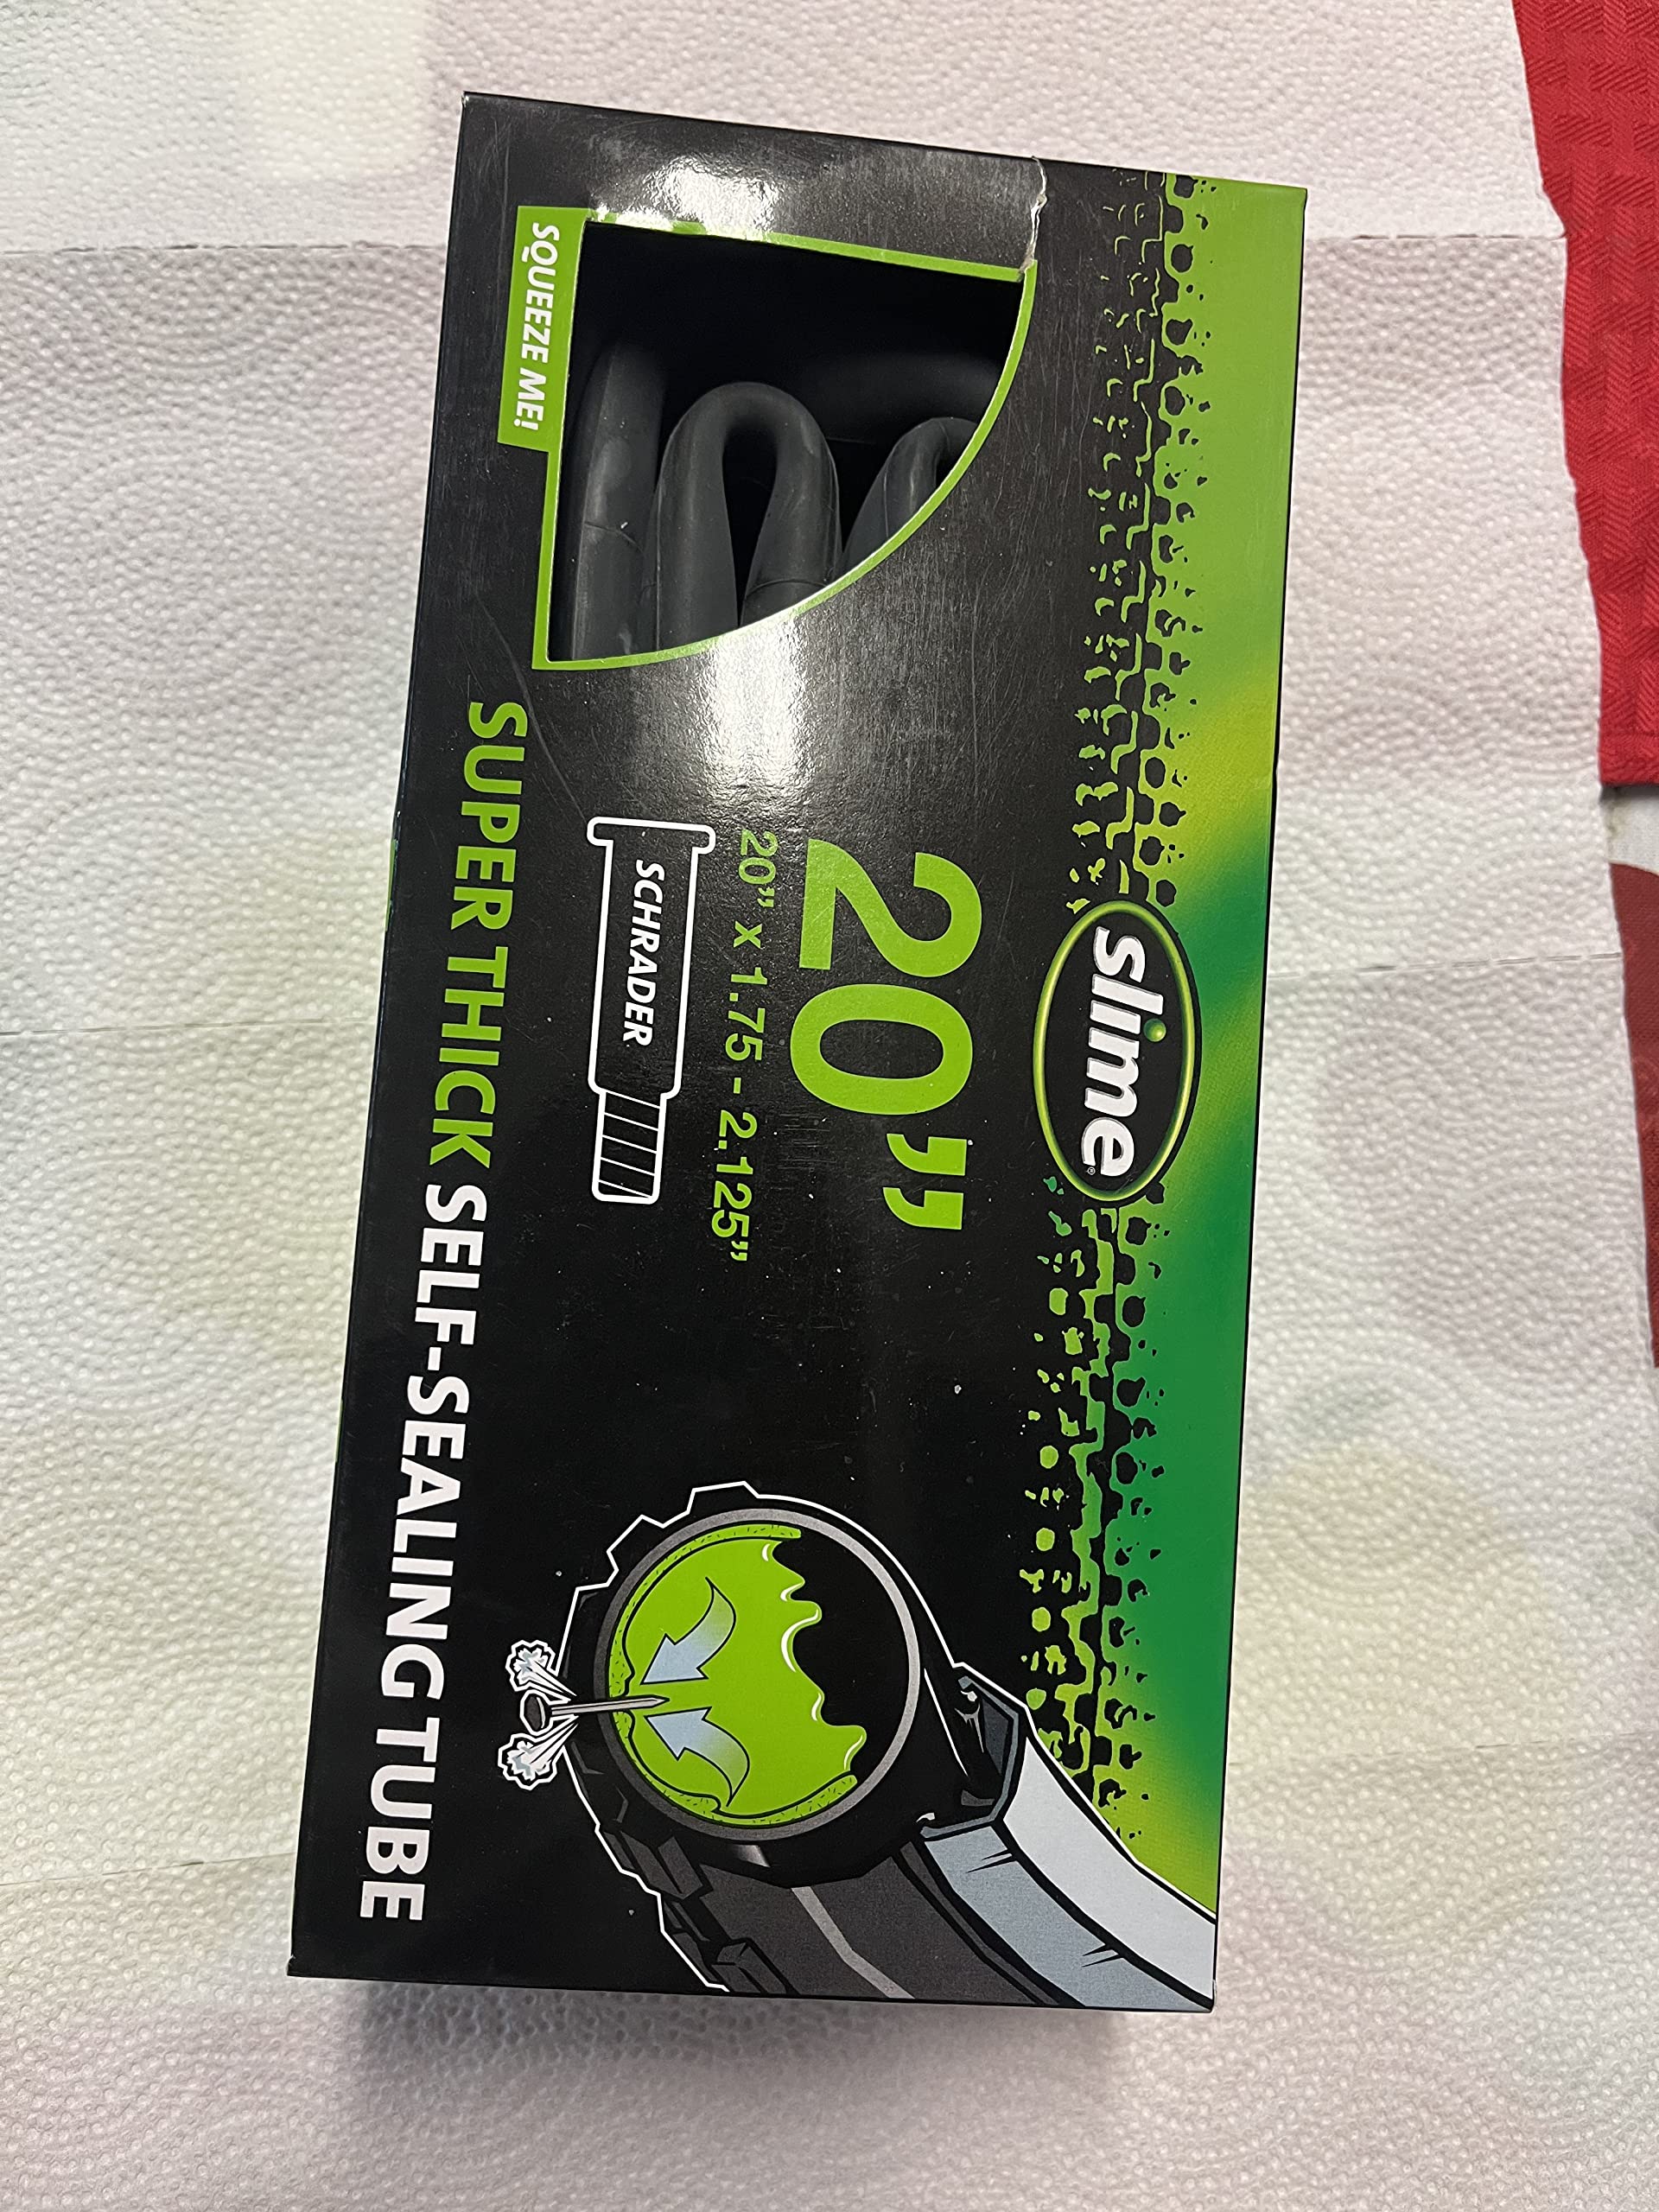 slime
20"
20" x 1.75 - 2.125"
SCHRADER
SQUEEZE ME!
SUPER THICK SELF-SEALING TUBE